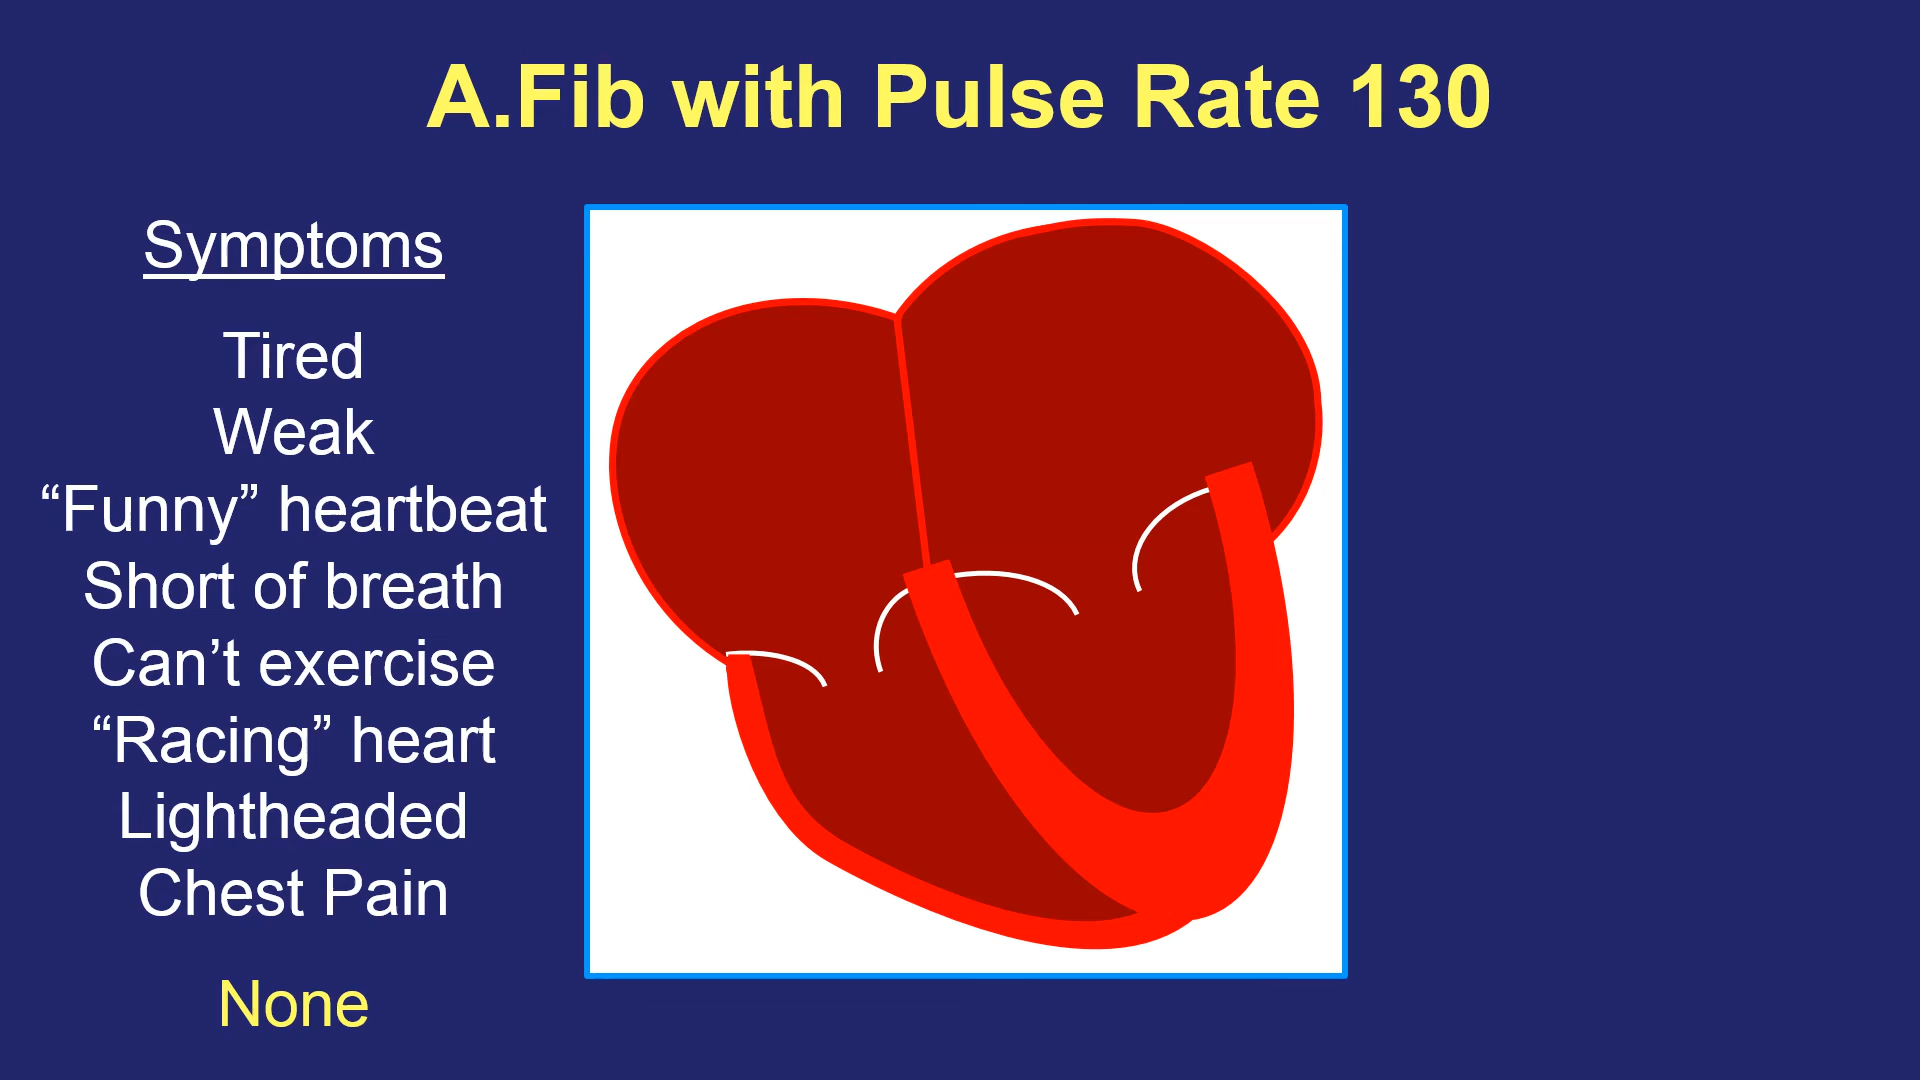 A.Fib with Pulse Rate 130
Symptoms
Tired
Weak
“Funny” heartbeat
Short of breath
Can’t exercise
“Racing” heart
Lightheaded
Chest Pain
None